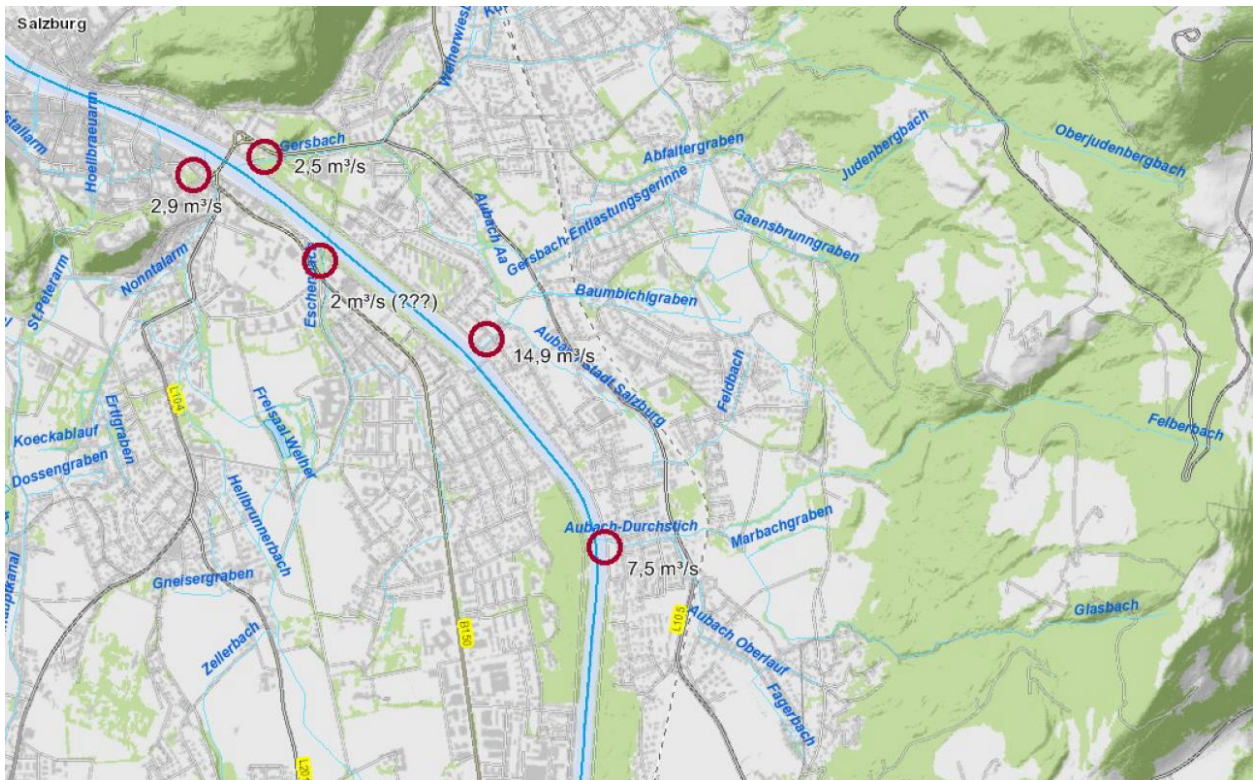 Salzburg
Weiherwiesb
Gersbach
2,5 m³/s
Hoellbraeuarm
2,9 m³/s
Abfaltergraben
Judenbergbach
Oberjudenbergbach
Aubach Aa
Gersbach-Entlastungsgerinne
Gaensbrunngraben
St.Peterarm
Nonntalarm
Eschenbach
2 m³/s (???)
Baumbichlgraben
14,9 m³/s
Aubach Stadt Salzburg
Feldbach
L104
Felberbach
Ertlgraben
Freisaal Weiher
Koeckablauf
Dossengraben
Hellbrunnerbach
Aubach-Durchstich
Marbachgraben
7,5 m³/s
Gneisergraben
Zellerbach
B150
L105
Glasbach
Aubach Oberlauf
Fagerbach